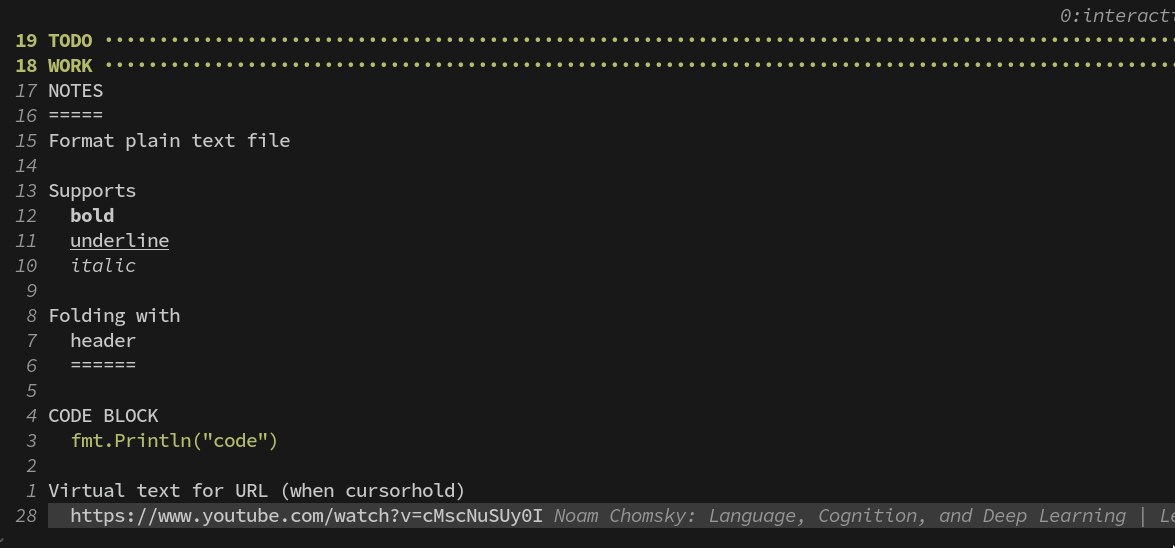 0:interacti
19 TODO ••••••••••••••••••••••••••••••••••••••••••••••••••••••••••••••••••••••••••••••••••••••••••••••••••
18 WORK ••••••••••••••••••••••••••••••••••••••••••••••••••••••••••••••••••••••••••••••••••••••••••••••••••
17 NOTES
16 =====
15 Format plain text file
14
13 Supports
12 bold
11 underline
10 italic
9
8 Folding with
7 header
6 ======
5
4 CODE BLOCK
3 fmt.Println("code")
2
1 Virtual text for URL (when cursorhold)
28 https://www.youtube.com/watch?v=cMscNuSUy0I Noam Chomsky: Language, Cognition, and Deep Learning | Le